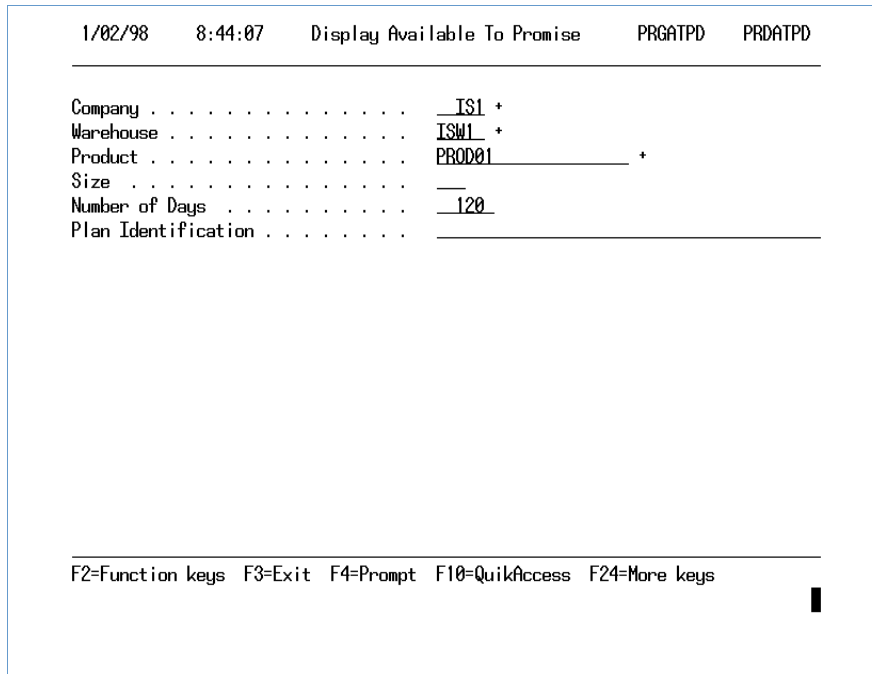 1/02/98 8:44:07 Display Available To Promise PRGATPD PRDATPD
Company . . . . . . . . . . . . . . IS1 +
Warehouse . . . . . . . . . . . . . ISW1 +
Product . . . . . . . . . . . . . . PROD01 +
Size . . . . . . . . . . . . . . .
Number of Days . . . . . . . . . . 120
Plan Identification . . . . . . . .
F2=Function keys F3=Exit F4=Prompt F10=QuikAccess F24=More keys